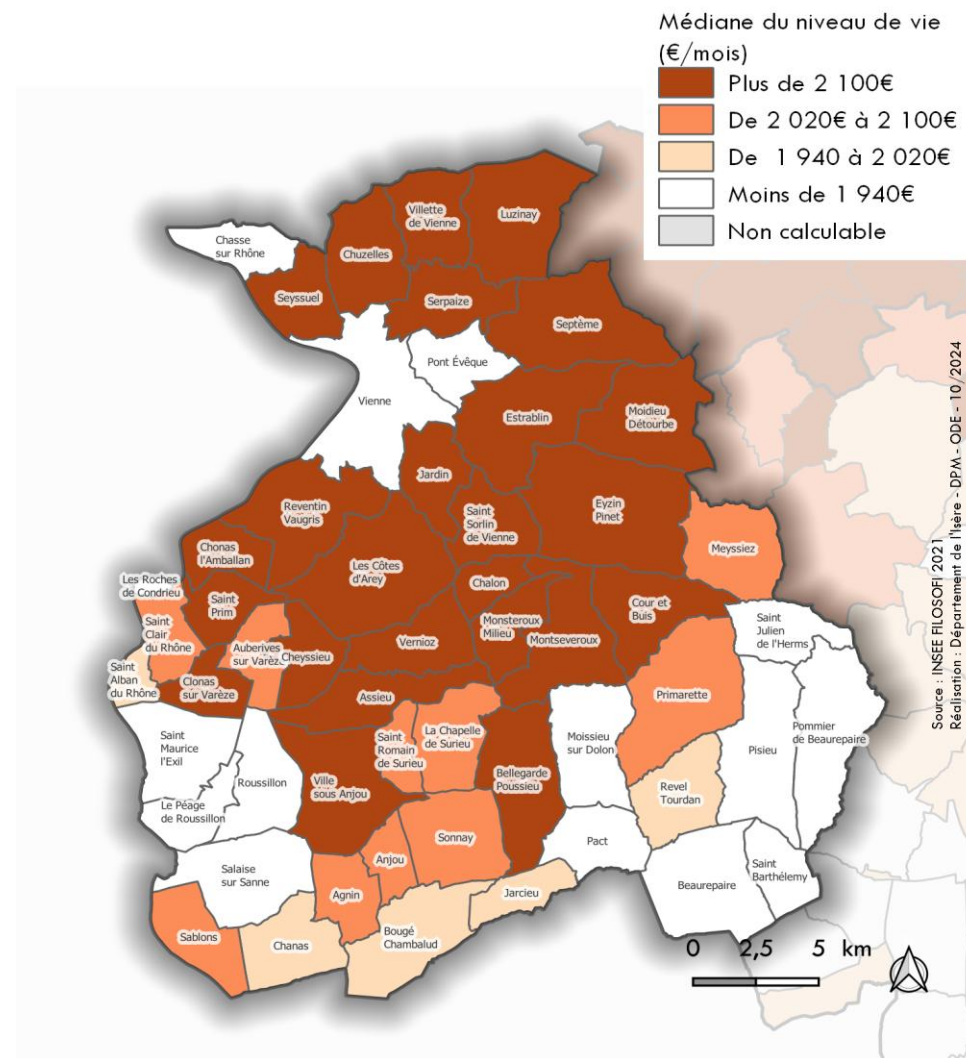 Médiane du niveau de vie
(€/mois)
Plus de 2 100€
De 2 020€ à 2 100€
De 1 940 à 2 020€
Moins de 1 940€
Non calculable
Chasse
sur Rhône
Chuzelles
Villette
de Vienne
Luzinay
Seyssuel
Serpaize
Septème
Pont Évêque
Vienne
Estrablin
Moidieu
Détourbe
Jardin
Reventin
Vaugris
Saint
Sorlin
de Vienne
Eyzin
Pinet
Meyssiez
Chonas
l'Amballan
Les Côtes
d'Arey
Les Roches
de Condrieu
Saint
Prim
Chalon
Cour et
Buis
Saint
Julien
de l'Herms
Saint
Clair
du Rhône
Auberives
sur Varèze
Cheyssieu
Vernioz
Monsteroux
Milieu
Montseveroux
Saint
Alban
du Rhône
Clonas
sur Varèze
Assieu
Primarette
Saint
Maurice
l'Exil
Roussillon
Saint
Romain
de Surieu
La Chapelle
de Surieu
Moissieu
sur Dolon
Pisieu
Pommier
de Beaurepaire
Ville
sous Anjou
Bellegarde
Poussieu
Revel
Tourdan
Le Péage
de Roussillon
Salaise
sur Sanne
Anjou
Sonnay
Pact
Agnin
Jarcieu
Beaurepaire
Saint
Barthélemy
Sablons
Chanas
Bougé
Chambalud
0 2,5 5 km
Source : INSEE FILOSOFI 2021
Réalisation : Département de l'Isère - DPM - ODE - 10/2024